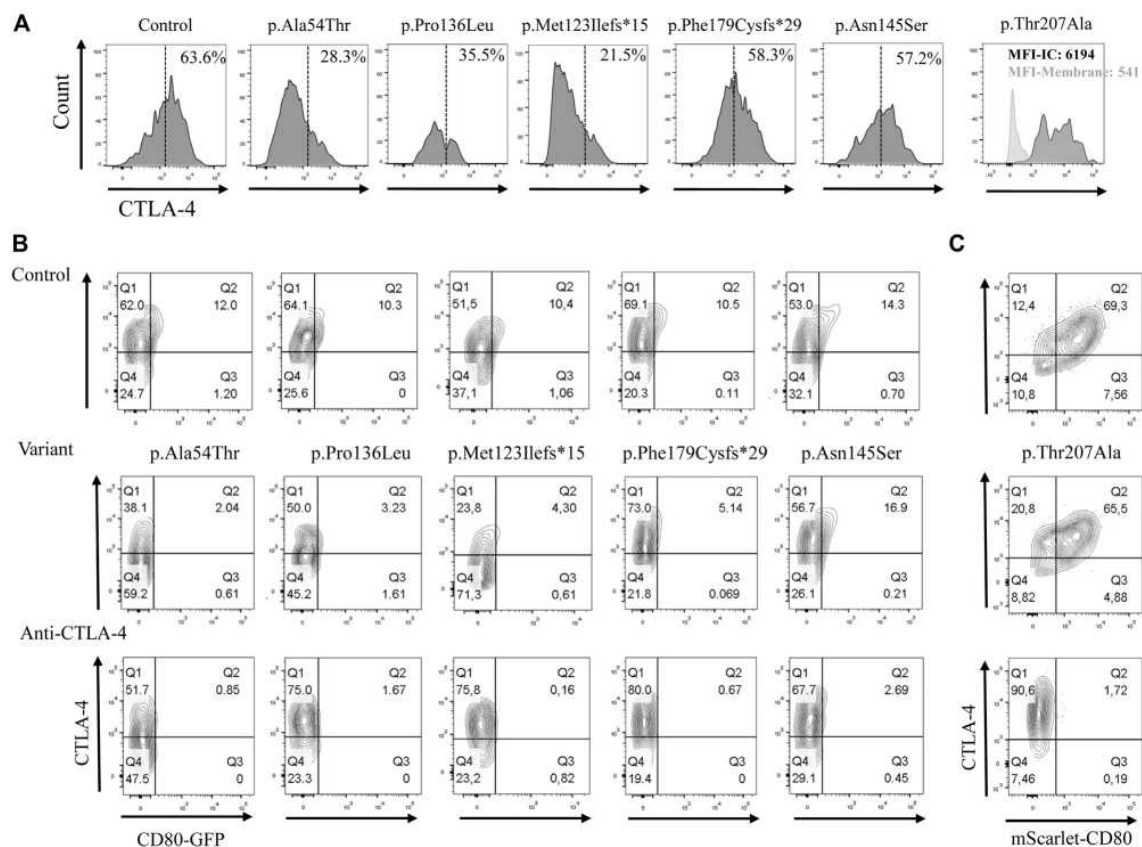 A
Control p.Ala54Thr p.Pro136Leu p.Met123Ilefs*15 p.Phe179Cysfs*29 p.Asn145Ser p.Thr207Ala
63.6% 28.3% 35.5% 21.5% 58.3% 57.2% MFI-IC: 6194
MFI-Membrane: 541
Count
CTLA-4
B C
Control
Q1 Q2 Q1 Q2 Q1 Q2 Q1 Q2 Q1 Q2 Q1 Q2
62.0 12.0 64.1 10.3 51,5 10,4 69.1 10.5 53.0 14.3 12,4 69,3
Q4 Q3 Q4 Q3 Q4 Q3 Q4 Q3 Q4 Q3 Q4 Q3
24.7 1.20 25.6 0 37,1 1,06 20.3 0.11 32.1 0.70 10,8 7,56
Variant
p.Ala54Thr p.Pro136Leu p.Met123Ilefs*15 p.Phe179Cysfs*29 p.Asn145Ser p.Thr207Ala
Q1 Q2 Q1 Q2 Q1 Q2 Q1 Q2 Q1 Q2 Q1 Q2
38.1 2.04 50.0 3.23 23,8 4,30 73.0 5.14 56.7 16.9 20,8 65,5
Q4 Q3 Q4 Q3 Q4 Q3 Q4 Q3 Q4 Q3 Q4 Q3
59.2 0.61 45.2 1.61 71,3 0,61 21.8 0.069 26.1 0.21 8,82 4,88
Anti-CTLA-4
Q1 Q2 Q1 Q2 Q1 Q2 Q1 Q2 Q1 Q2 Q1 Q2
51.7 0.85 75.0 1.67 75,8 0,16 80.0 0.67 67.7 2.69 90,6 1,72
Q4 Q3 Q4 Q3 Q4 Q3 Q4 Q3 Q4 Q3 Q4 Q3
47.5 0 23.3 0 23,2 0,82 19.4 0 29.1 0.45 7,46 0,19
CTLA-4 CTLA-4
CD80-GFP mScarlet-CD80